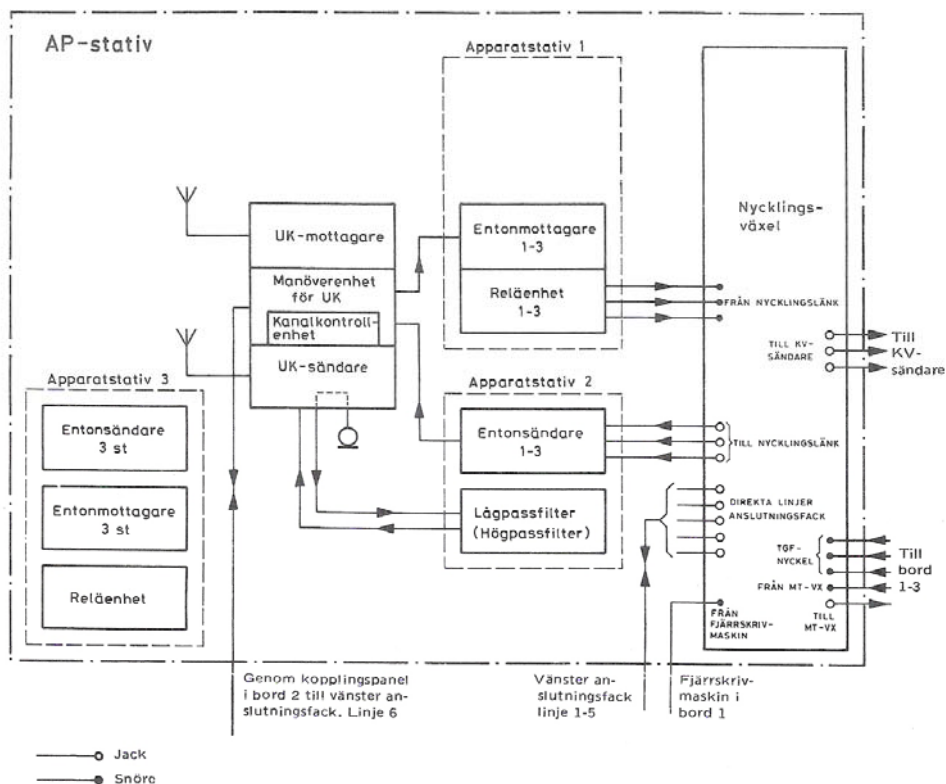 AP-stativ
Apparatstativ 1
Nycklings-
växel
UK-mottagare
Manöverenhet
för UK
Kanalkontroll-
enhet
UK-sändare
Entonmottagare
1-3
Reläenhet
1-3
FRÅN NYCKLINGSLÄNK
TILL KV-
SÄNDARE
Till
KV-
sändare
Apparatstativ 3
Entonsändare
3 st
Entonmottagare
3 st
Reläenhet
Apparatstativ 2
Entonsändare
1-3
Lågpassfilter
(Högpassfilter)
TILL NYCKLINGSLÄNK
DIREKTA LINJER
ANSLUTNINGSFACK
TGF-
NYCKEL
FRÅN MT-VX
TILL
MT-VX
Till
bord
1-3
FRÅN
FJÄRRSKRIV-
MASKIN
Genom kopplingspanel
i bord 2 till vänster an-
slutningsfack. Linje 6
Vänster an-
slutningsfack
linje 1-5
Fjärrskriv-
maskin i
bord 1
Jack
Snöre